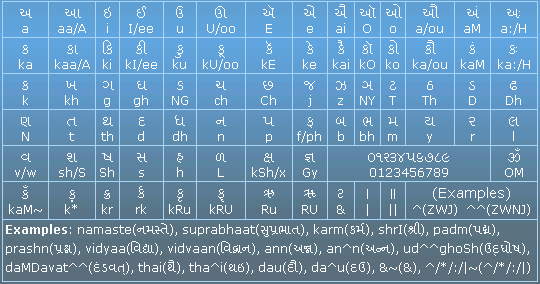 અ આ ઇ ઈ ઉ ઊ ઍ એ ઐ ઑ ઓ ઔ અં અઃ
a aa/A i I/ee u U/oo E e ai O o a/ou aM a:/H
ક કા કિ કી કુ કૂ કૅ કે કૈ કૉ કો કૌ કં કઃ
ka kaa/A ki kI/ee ku kU/oo kE ke kai kO ko ka/ou kaM ka:/H
ક ખ ગ ઘ ઙ ચ છ જ ઝ ઞ ટ ઠ ડ ઢ
k kh g gh NG ch Ch j z NY T Th D Dh
ણ ત થ દ ધ ન પ ફ બ ભ મ ય ર લ
N t th d dh n p f/ph b bh m y r l
વ શ ષ સ હ ળ ક્ષ જ્ઞ ૦૧૨૩૪૫૬૭૮૯ ૐ
v/w sh/S Sh s h L kSh/x Gy 0123456789 OM
કઁ ક઼ ક્ર ર્ક કૃ કૄ ઋ ૠ ઽ । ॥ (Examples)
kaM~ k* kr rk kRu kRU Ru RU & | || ^(ZWJ) ^^(ZWNJ)
Examples: namaste(નમસ્તે), suprabhaat(સુપ્રભાત), karm(કર્મ), shrI(શ્રી), padm(પદ્મ),
prashn(પ્રશ્ન), vidyaa(વિદ્યા), vidvaan(વિદ્વાન), ann(અન્ન), an^n(અન્‍ન), ud^^ghoSh(ઉદ્‌ઘોષ),
daMDavat^^(દંડવત્‌), thai(થૈ), tha^i(થઇ), dau(દૌ), da^u(દઉ), &~(&), ^/*/:/|~(^/*/:/|)